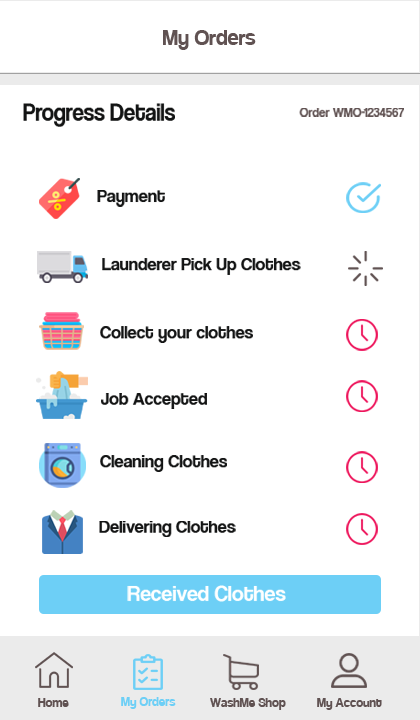 My Orders
Progress Details
Order WMO-1234567
Payment
Launderer Pick Up Clothes
Collect your clothes
Job Accepted
Cleaning Clothes
Delivering Clothes
Received Clothes
Home
My Orders
WashMe Shop
My Account